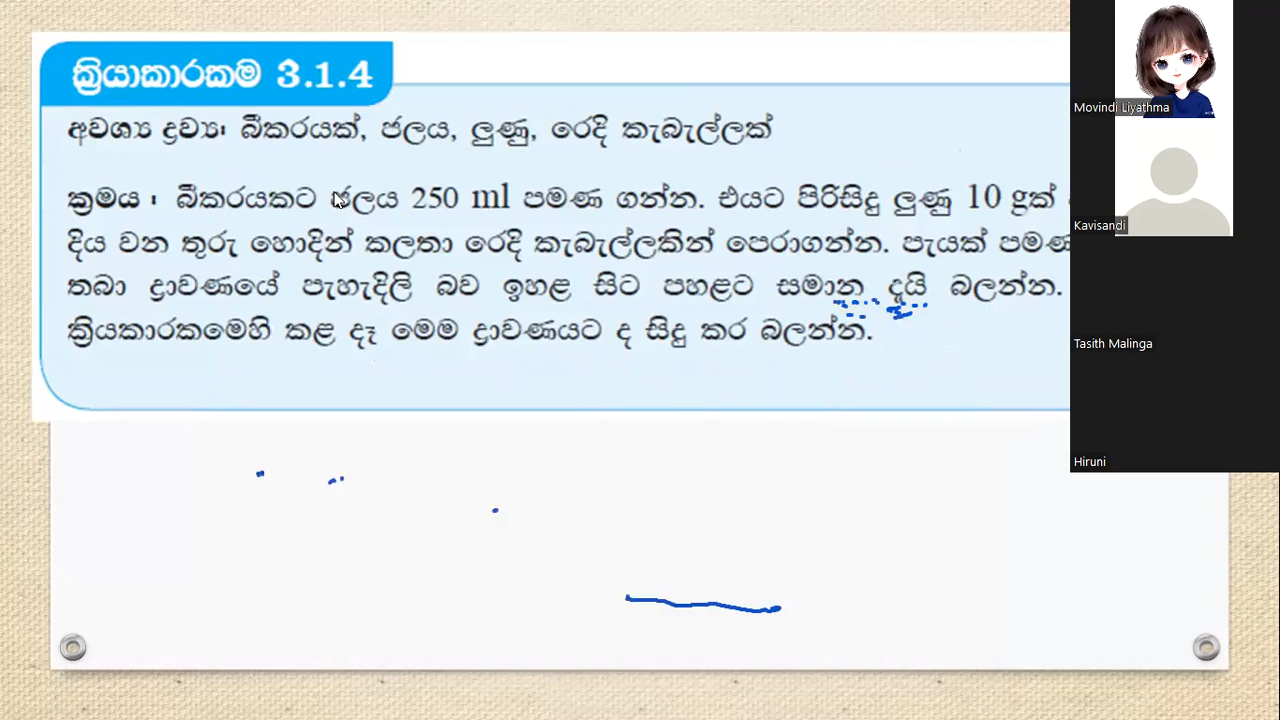 ක්‍රියාකාරකම 3.1.4
අවශ්‍ය ද්‍රව්‍ය: බීකරයක්, ජලය, ලුණු, රෙදි කැබැල්ලක්
ක්‍රමය : බීකරයකට ජලය 250 ml පමණ ගන්න. එයට පිරිසිදු ලුණු 10 gක්
දිය වන තුරු හොදින් කලතා රෙදි කැබැල්ලකින් පෙරාගන්න. පැයක් පමණ
තබා ද්‍රාවණයේ පැහැදිලි බව ඉහළ සිට පහළට සමාන දැයි බලන්න.
ක්‍රියකාරකමෙහි කළ දෑ මෙම ද්‍රාවණයට ද සිදු කර බලන්න.
Movindi Liyathma
Kavisandi
Tasith Malinga
Hiruni